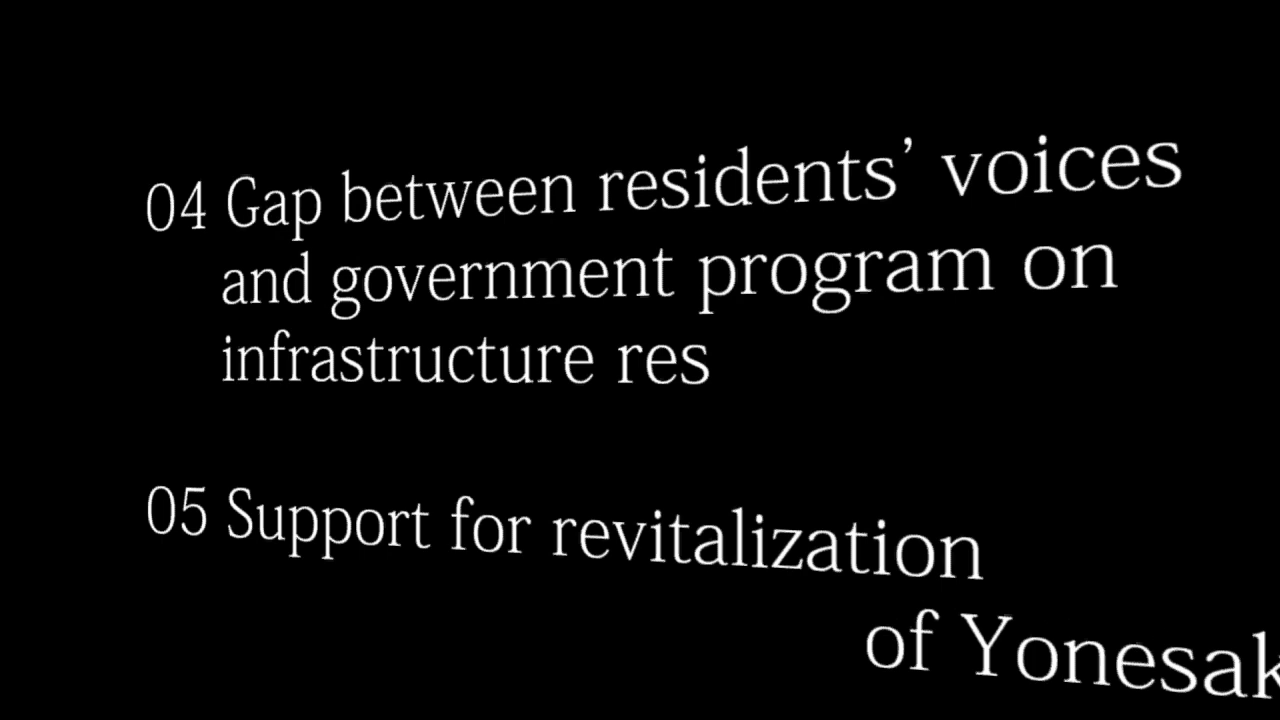 04 Gap between residents’ voices
and government program on
infrastructure res
05 Support for revitalization
of Yonesak